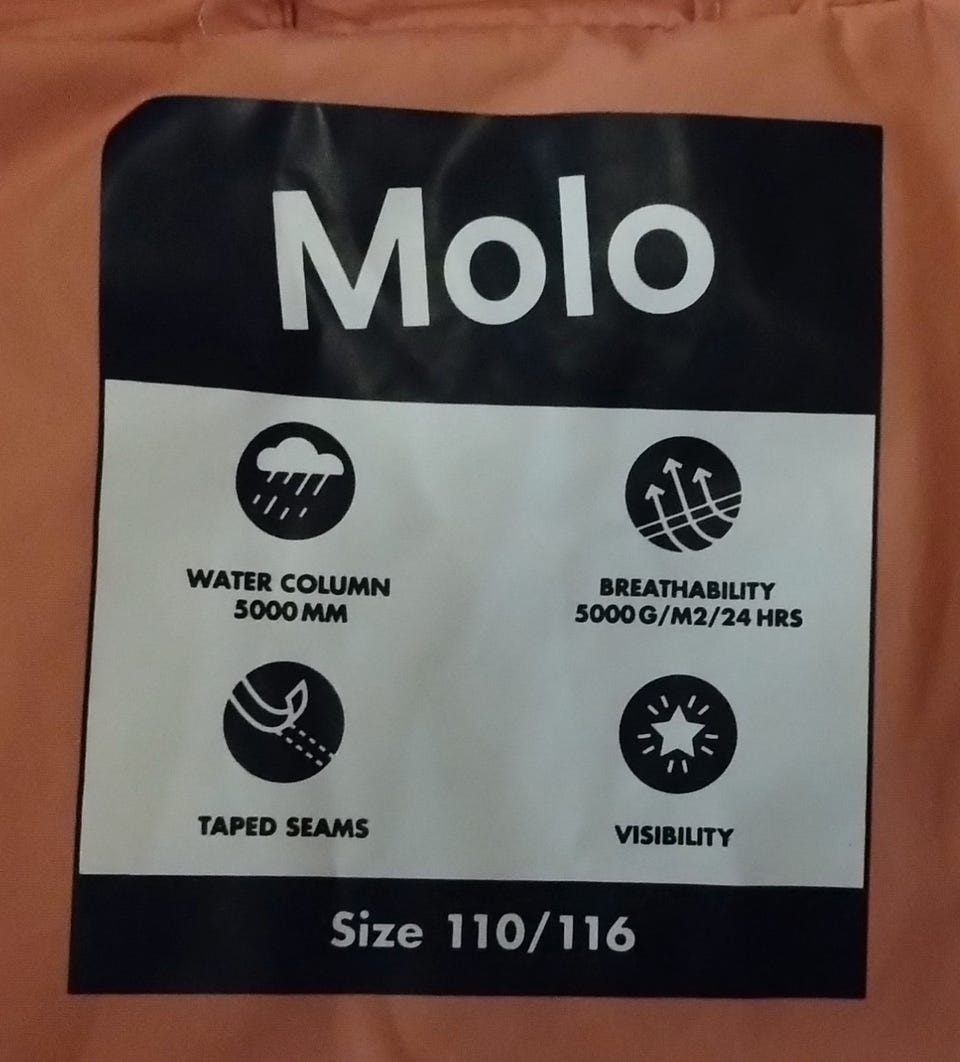 Molo
WATER COLUMN
5000 MM
BREATHABILITY
5000 G/M2/24 HRS
TAPED SEAMS
VISIBILITY
Size 110/116